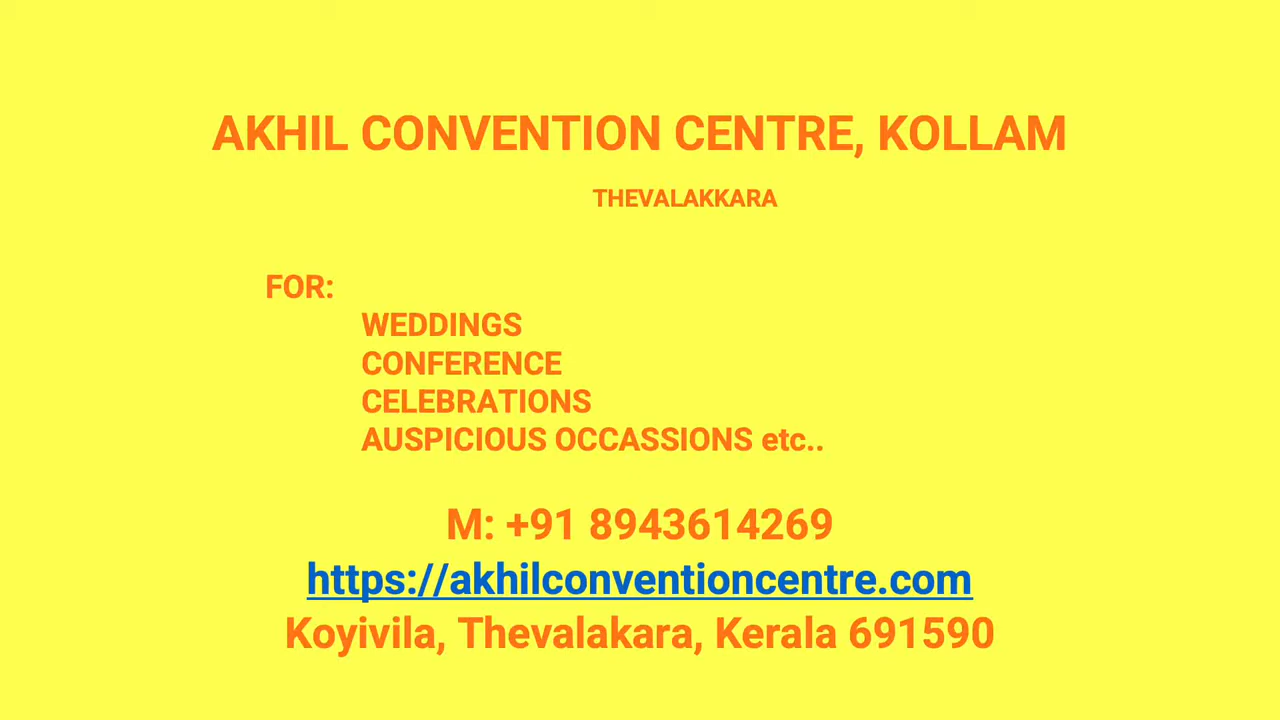 AKHIL CONVENTION CENTRE, KOLLAM
THEVALAKKARA
FOR:
WEDDINGS
CONFERENCE
CELEBRATIONS
AUSPICIOUS OCCASSIONS etc..
M: +91 8943614269
https://akhilconventioncentre.com
Koyivila, Thevalakara, Kerala 691590